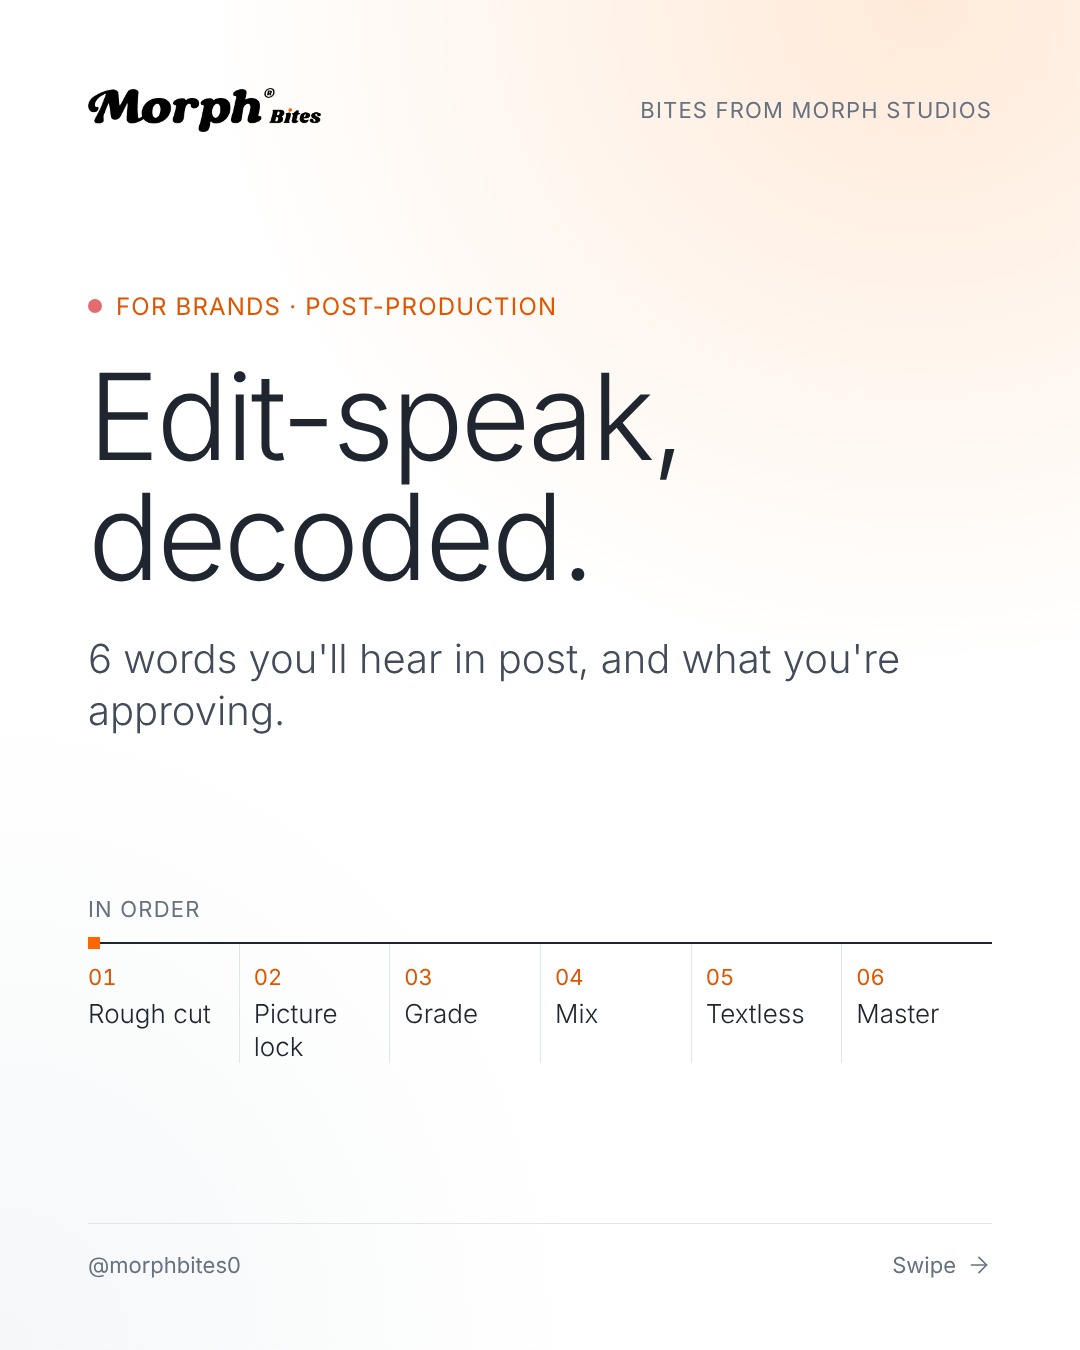 Morph® Bites
BITES FROM MORPH STUDIOS
FOR BRANDS · POST-PRODUCTION
Edit-speak,
decoded.
6 words you'll hear in post, and what you're
approving.
IN ORDER
01
Rough cut
02
Picture
lock
03
Grade
04
Mix
05
Textless
06
Master
@morphbites0
Swipe →